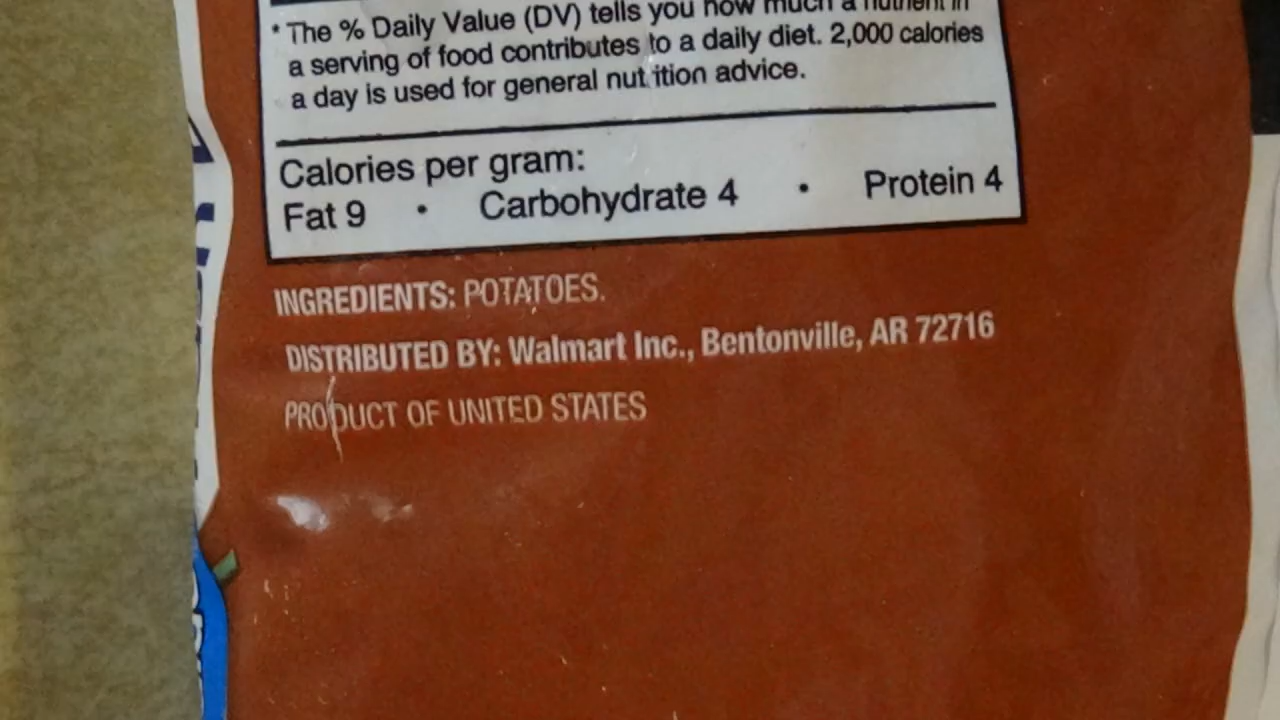 * The % Daily Value (DV) tells you how much a nutrient in
a serving of food contributes to a daily diet. 2,000 calories
a day is used for general nut ition advice.
Calories per gram:
Fat 9 • Carbohydrate 4 • Protein 4
INGREDIENTS: POTATOES.
DISTRIBUTED BY: Walmart Inc., Bentonville, AR 72716
PRODUCT OF UNITED STATES